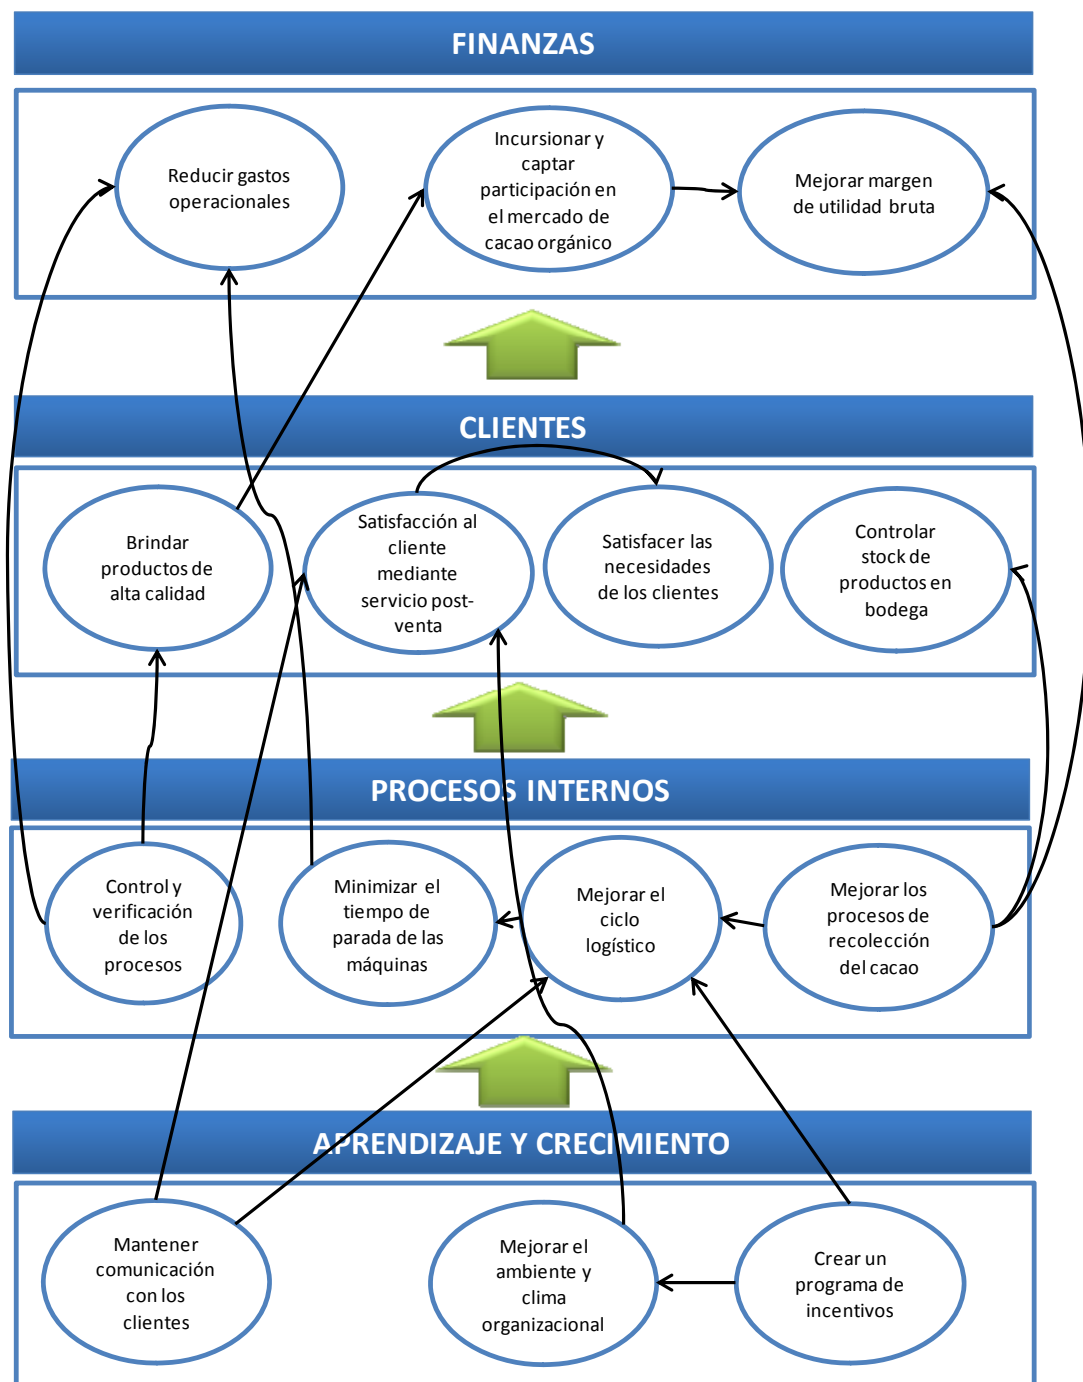 FINANZAS
Reducir gastos
operacionales
Incursionar y
captar
participación en
el mercado de
cacao orgánico
Mejorar margen
de utilidad bruta
CLIENTES
Brindar
productos de
alta calidad
Satisfacción al
cliente
mediante
servicio post-
venta
Satisfacer las
necesidades
de los clientes
Controlar
stock de
productos en
bodega
PROCESOS INTERNOS
Control y
verificación
de los
procesos
Minimizar el
tiempo de
parada de las
máquinas
Mejorar el
ciclo
logístico
Mejorar los
procesos de
recolección
del cacao
APRENDIZAJE Y CRECIMIENTO
Mantener
comunicación
con los
clientes
Mejorar el
ambiente y
clima
organizacional
Crear un
programa de
incentivos